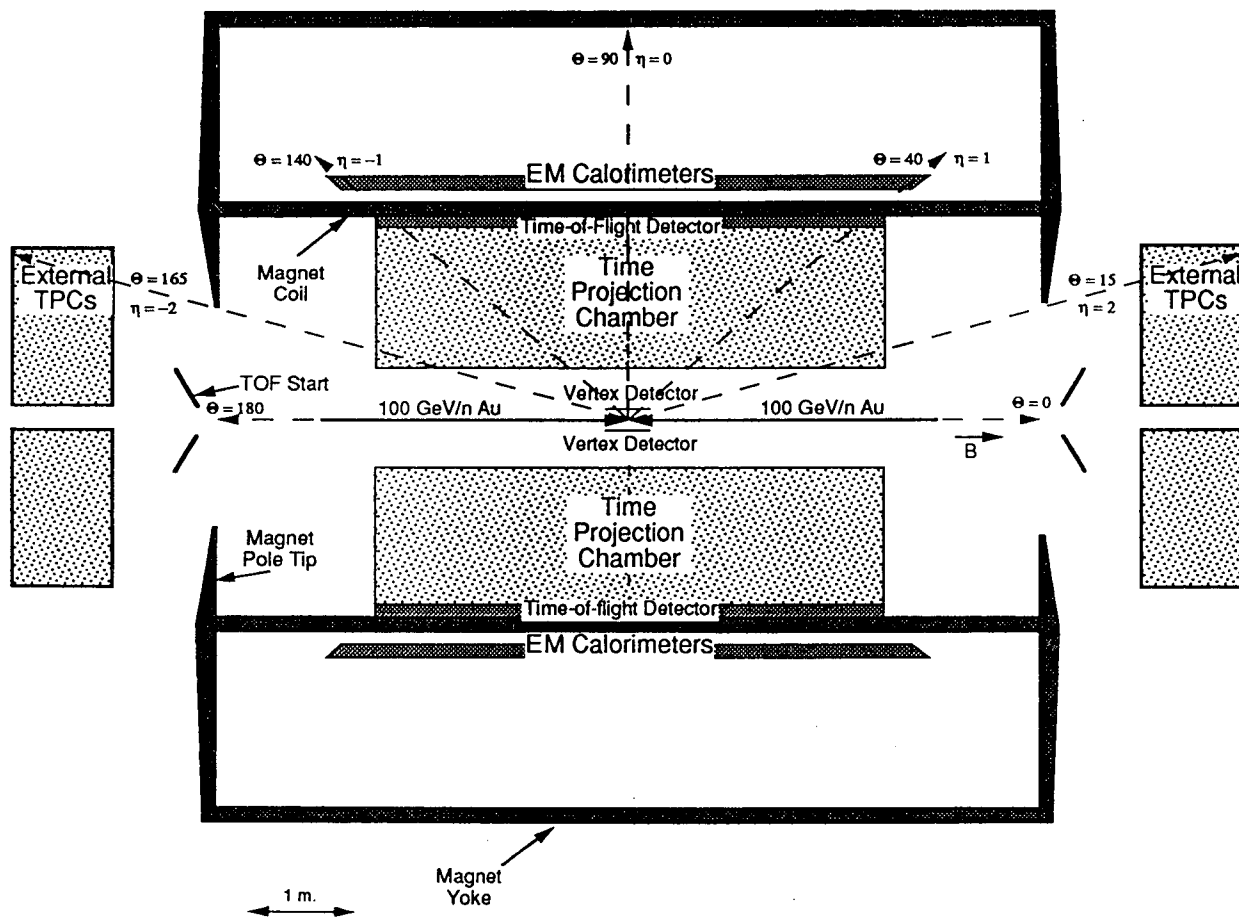 Θ = 90 η = 0
Θ = 140 η = −1
EM Calorimeters
Θ = 40 η = 1
Time-of-Flight Detector
Magnet
Coil
Time
Projection
Chamber
External
TPCs
Θ = 165
η = −2
External
TPCs
Θ = 15
η = 2
TOF Start
Vertex Detector
Θ = 180
100 GeV/n Au
100 GeV/n Au
Θ = 0
Vertex Detector
B
Time
Projection
Chamber
Magnet
Pole Tip
Time-of-flight Detector
EM Calorimeters
Magnet
Yoke
1 m.